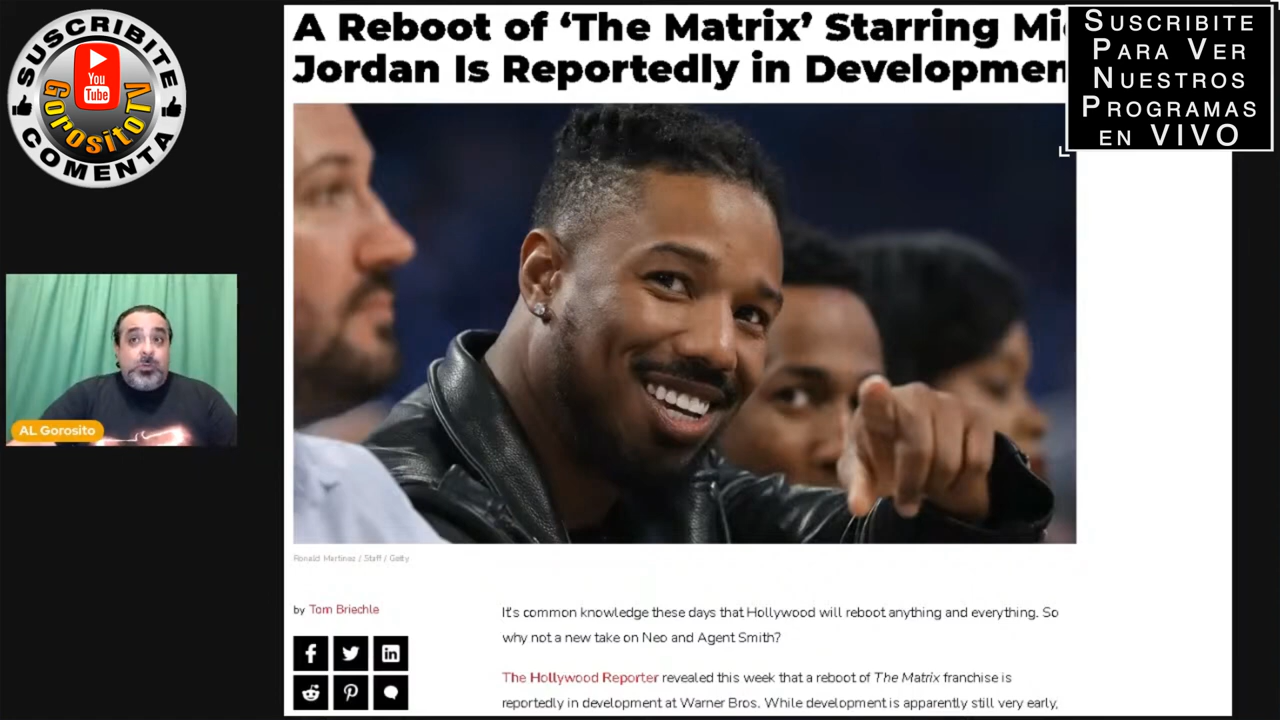 SUSCRIBITE
You
Tube
GorositoTV
COMENTA
A Reboot of ‘The Matrix’ Starring
Jordan Is Reportedly in Developmen
SUSCRIBITE
PARA VER
NUESTROS
PROGRAMAS
EN VIVO
AL Gorosito
Ronald Martinez / Staff / Getty
by Tom Briechle
It's common knowledge these days that Hollywood will reboot anything and everything. So
why not a new take on Neo and Agent Smith?
The Hollywood Reporter revealed this week that a reboot of The Matrix franchise is
reportedly in development at Warner Bros. While development is apparently still very early,